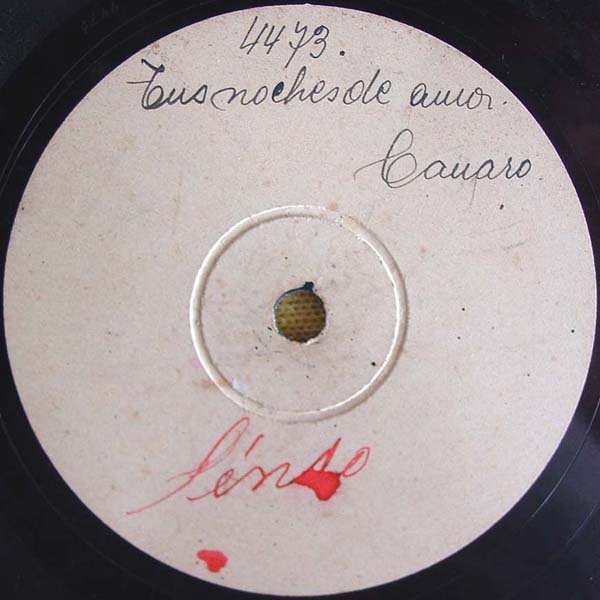 4473.
Tus noches de amor.
Canaro.